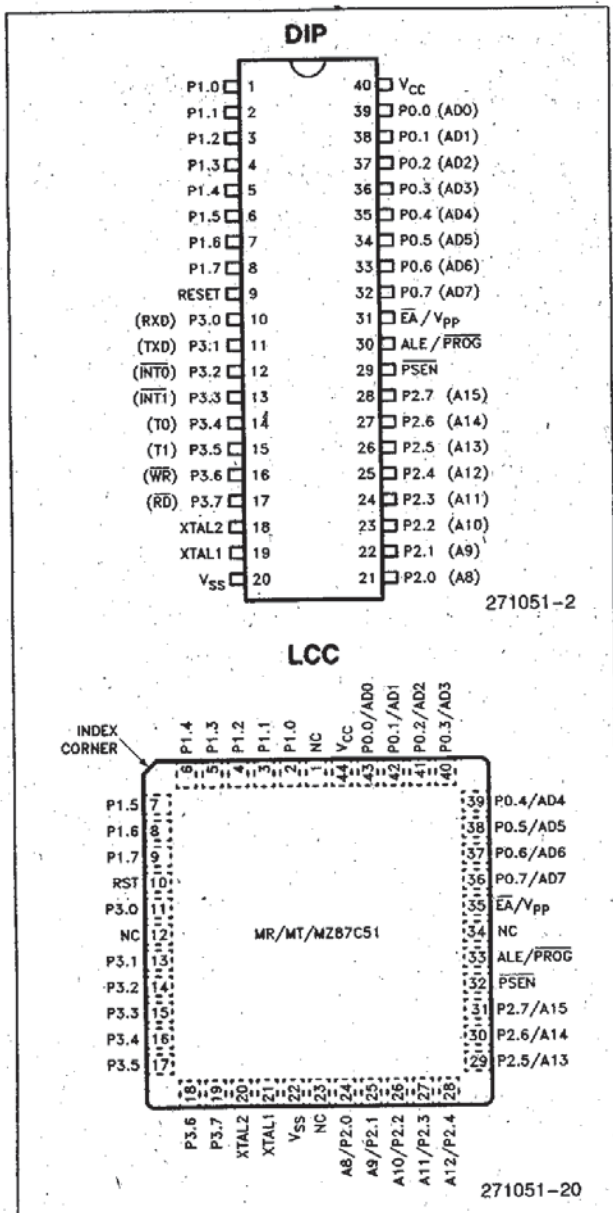 DIP
P1.0 1 40 VCC
P1.1 2 39 P0.0 (AD0)
P1.2 3 38 P0.1 (AD1)
P1.3 4 37 P0.2 (AD2)
P1.4 5 36 P0.3 (AD3)
P1.5 6 35 P0.4 (AD4)
P1.6 7 34 P0.5 (AD5)
P1.7 8 33 P0.6 (AD6)
RESET 9 32 P0.7 (AD7)
(RXD) P3.0 10 31 E̅A̅/VPP
(TXD) P3.1 11 30 ALE/P̅R̅O̅G̅
(I̅N̅T̅0̅) P3.2 12 29 P̅S̅E̅N̅
(I̅N̅T̅1̅) P3.3 13 28 P2.7 (A15)
(T0) P3.4 14 27 P2.6 (A14)
(T1) P3.5 15 26 P2.5 (A13)
(W̅R̅) P3.6 16 25 P2.4 (A12)
(R̅D̅) P3.7 17 24 P2.3 (A11)
XTAL2 18 23 P2.2 (A10)
XTAL1 19 22 P2.1 (A9)
VSS 20 21 P2.0 (A8)
271051-2
LCC
INDEX
CORNER
P1.4 P1.3 P1.2 P1.1 P1.0 NC VCC P0.0/AD0 P0.1/AD1 P0.2/AD2 P0.3/AD3
6 5 4 3 2 1 44 43 42 41 40
P1.5 7 39 P0.4/AD4
P1.6 8 38 P0.5/AD5
P1.7 9 37 P0.6/AD6
RST 10 36 P0.7/AD7
P3.0 11 35 E̅A̅/VPP
NC 12 MR/MT/MZ87C51 34 NC
P3.1 13 33 ALE/P̅R̅O̅G̅
P3.2 14 32 P̅S̅E̅N̅
P3.3 15 31 P2.7/A15
P3.4 16 30 P2.6/A14
P3.5 17 29 P2.5/A13
18 19 20 21 22 23 24 25 26 27 28
P3.6 P3.7 XTAL2 XTAL1 VSS NC A8/P2.0 A9/P2.1 A10/P2.2 A11/P2.3 A12/P2.4
271051-20